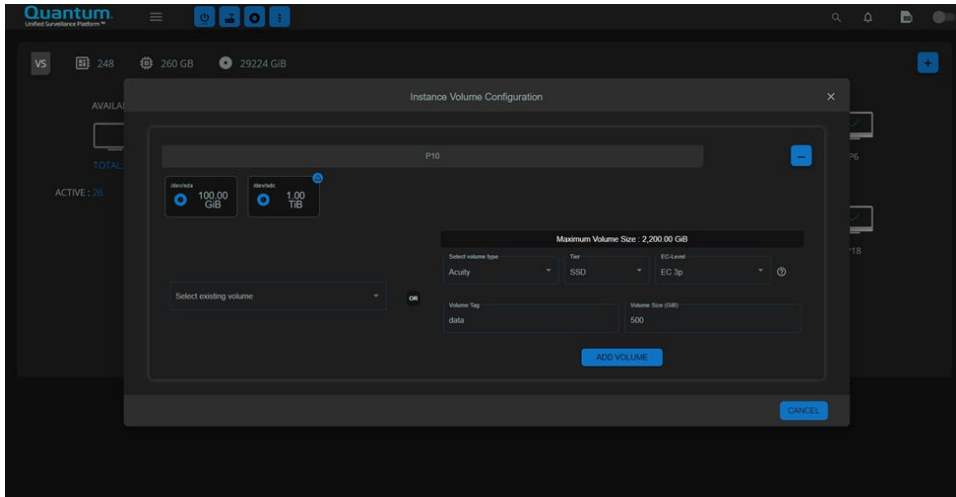 Quantum.
Unified Surveillance Platform™
VS 248 260 GB 29224 GiB
Instance Volume Configuration
AVAILA
TOTAL:
ACTIVE : 26
P10
/dev/sda
100.00
GiB
/dev/sdc
1.00
TiB
P6
P18
Maximum Volume Size : 2,200.00 GiB
Select volume type
Acuity
Tier
SSD
EC-Level
EC 3p
Select existing volume
OR
Volume Tag
data
Volume Size (GiB)
500
ADD VOLUME
CANCEL